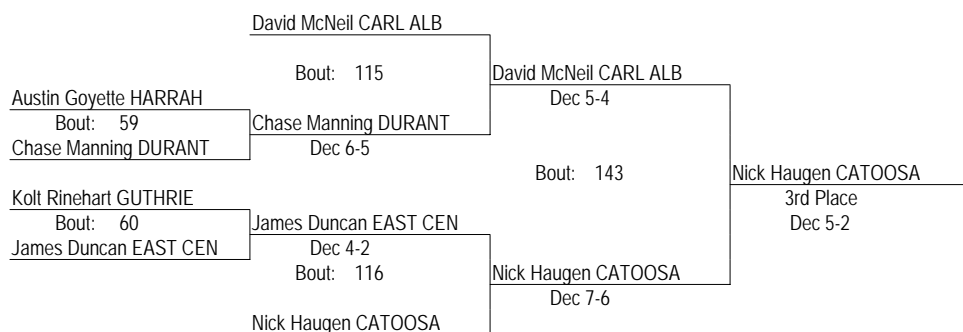 David McNeil CARL ALB
Bout: 115
David McNeil CARL ALB
Dec 5-4
Austin Goyette HARRAH
Bout: 59
Chase Manning DURANT
Chase Manning DURANT
Dec 6-5
Bout: 143
Nick Haugen CATOOSA
3rd Place
Dec 5-2
Kolt Rinehart GUTHRIE
Bout: 60
James Duncan EAST CEN
James Duncan EAST CEN
Dec 4-2
Bout: 116
Nick Haugen CATOOSA
Dec 7-6
Nick Haugen CATOOSA